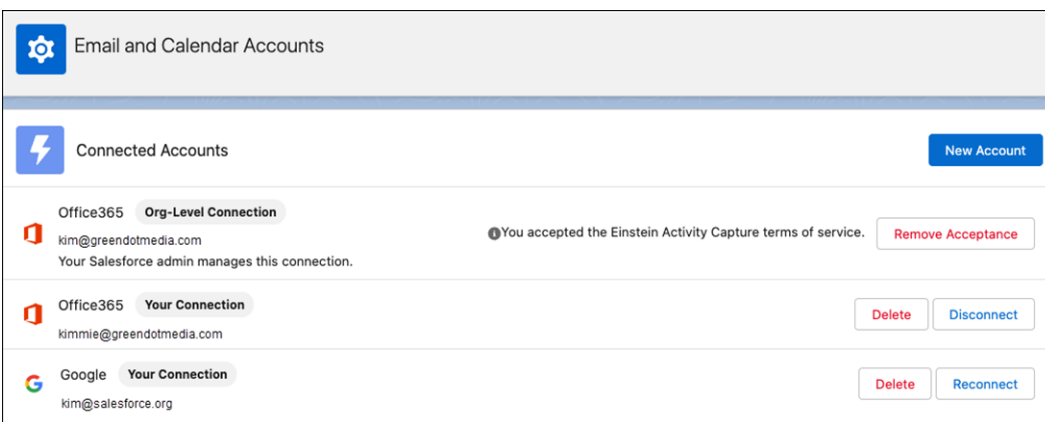 Email and Calendar Accounts
Connected Accounts
New Account
Office365 Org-Level Connection
kim@greendotmedia.com
Your Salesforce admin manages this connection.
You accepted the Einstein Activity Capture terms of service.
Remove Acceptance
Office365 Your Connection
kimmie@greendotmedia.com
Delete
Disconnect
Google Your Connection
kim@salesforce.org
Delete
Reconnect